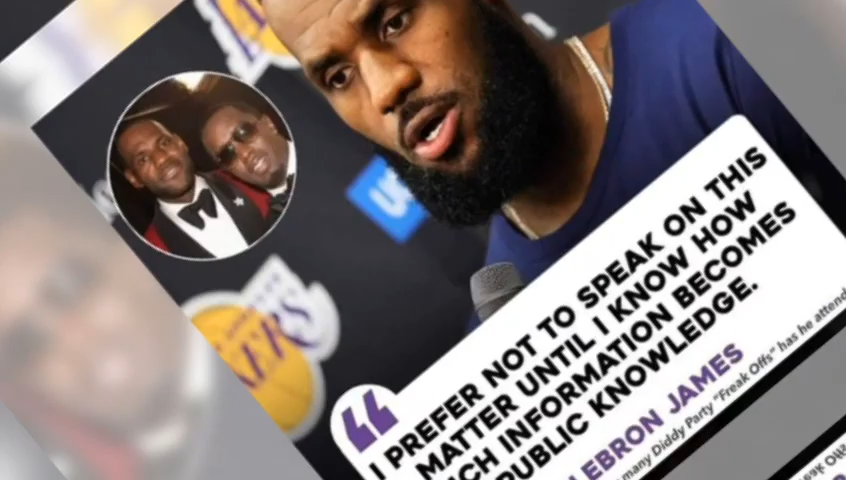 I PREFER NOT TO SPEAK ON THIS
MATTER UNTIL I KNOW HOW
INFORMATION BECOMES
PUBLIC KNOWLEDGE.
LEBRON JAMES
many Diddy Party "Freak Offs" has he